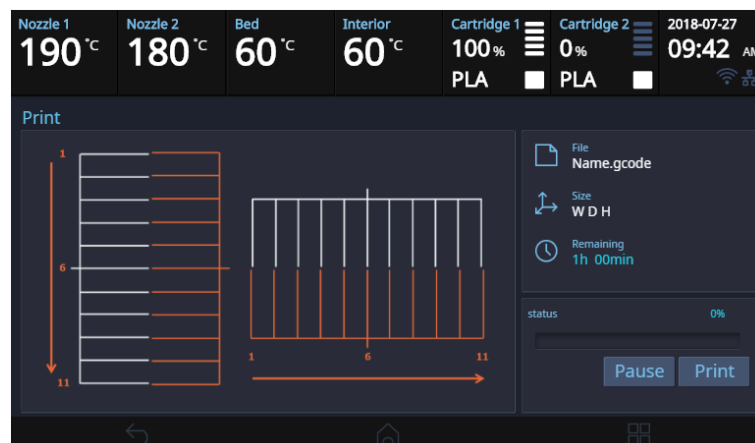 Nozzle 1
190 °C
Nozzle 2
180 °C
Bed
60 °C
Interior
60 °C
Cartridge 1
100 %
PLA
Cartridge 2
0 %
PLA
2018-07-27
09:42 AM
Print
1
6
11
1 6 11
File
Name.gcode
Size
W D H
Remaining
1h 00min
status 0%
Pause Print